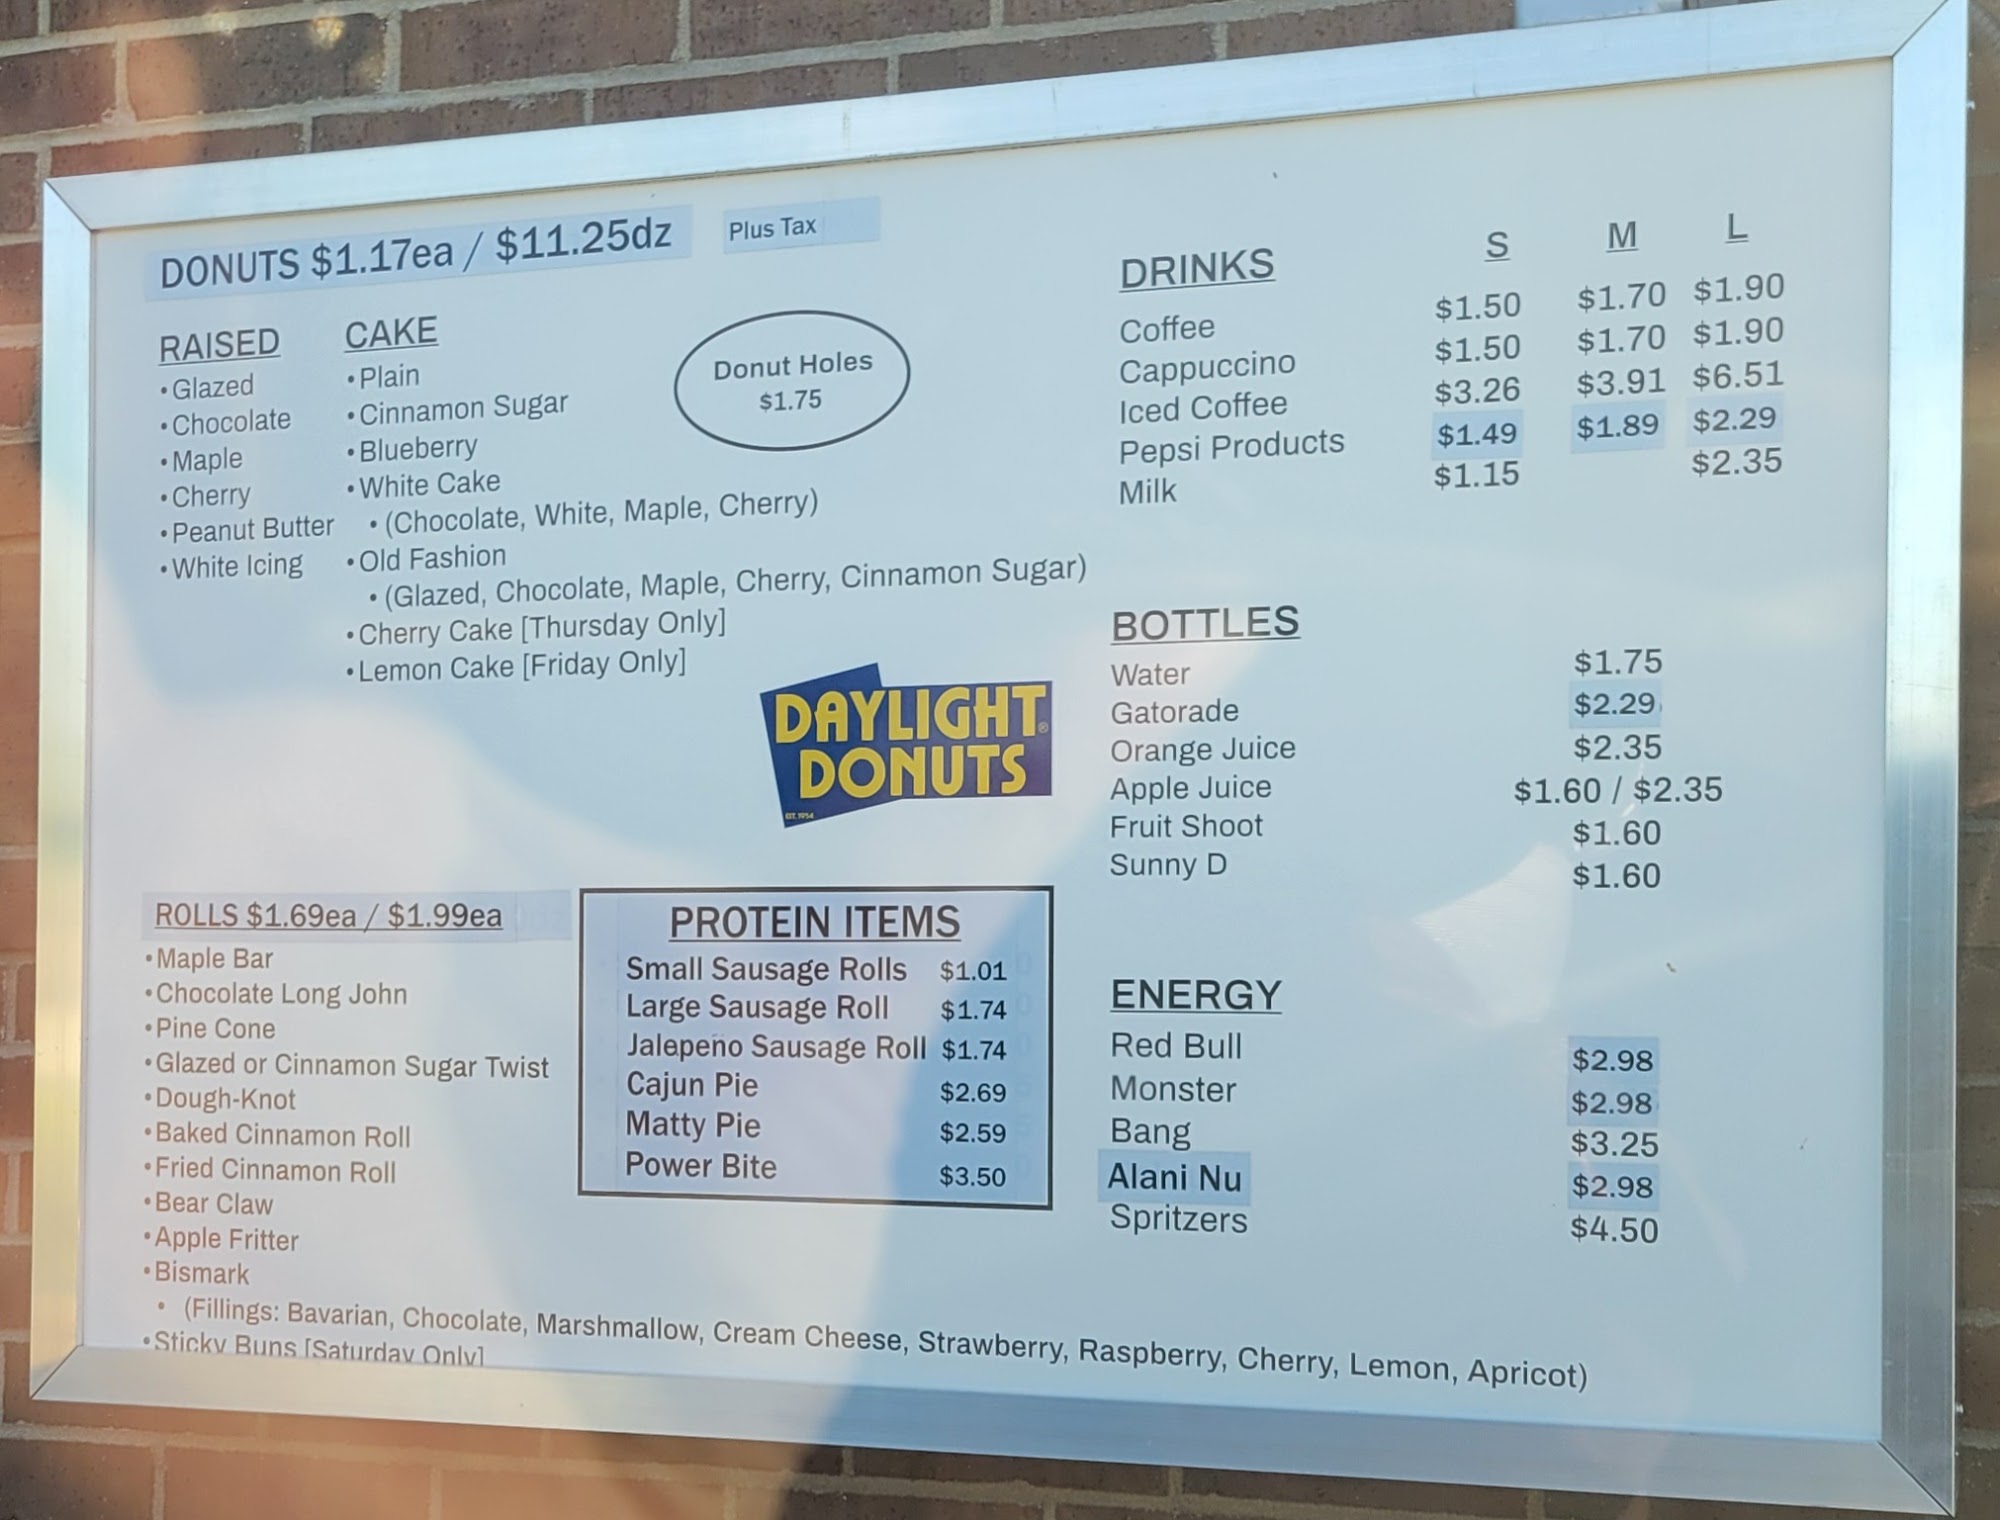 DONUTS $1.17ea / $11.25dz Plus Tax
RAISED
• Glazed
• Chocolate
• Maple
• Cherry
• Peanut Butter
• White Icing
CAKE
• Plain
• Cinnamon Sugar
• Blueberry
• White Cake
• (Chocolate, White, Maple, Cherry)
• Old Fashion
• (Glazed, Chocolate, Maple, Cherry, Cinnamon Sugar)
• Cherry Cake [Thursday Only]
• Lemon Cake [Friday Only]
Donut Holes
$1.75
DAYLIGHT®
DONUTS
EST. 1954
ROLLS $1.69ea / $1.99ea
• Maple Bar
• Chocolate Long John
• Pine Cone
• Glazed or Cinnamon Sugar Twist
• Dough-Knot
• Baked Cinnamon Roll
• Fried Cinnamon Roll
• Bear Claw
• Apple Fritter
• Bismark
• (Fillings: Bavarian, Chocolate, Marshmallow, Cream Cheese, Strawberry, Raspberry, Cherry, Lemon, Apricot)
• Sticky Buns [Saturday Only]
PROTEIN ITEMS
Small Sausage Rolls $1.01
Large Sausage Roll $1.74
Jalepeño Sausage Roll $1.74
Cajun Pie $2.69
Matty Pie $2.59
Power Bite $3.50
DRINKS S M L
Coffee $1.50 $1.70 $1.90
Cappuccino $1.50 $1.70 $1.90
Iced Coffee $3.26 $3.91 $6.51
Pepsi Products $1.49 $1.89 $2.29
Milk $1.15 $2.35
BOTTLES
Water $1.75
Gatorade $2.29
Orange Juice $2.35
Apple Juice $1.60 / $2.35
Fruit Shoot $1.60
Sunny D $1.60
ENERGY
Red Bull $2.98
Monster $2.98
Bang $3.25
Alani Nu $2.98
Spritzers $4.50